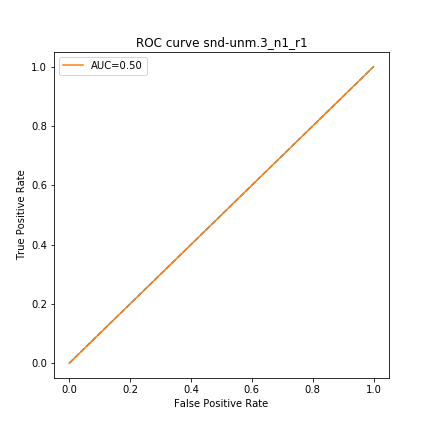 ROC curve snd-unm.3_n1_r1
AUC=0.50
True Positive Rate
1.0
0.8
0.6
0.4
0.2
0.0
0.0 0.2 0.4 0.6 0.8 1.0
False Positive Rate